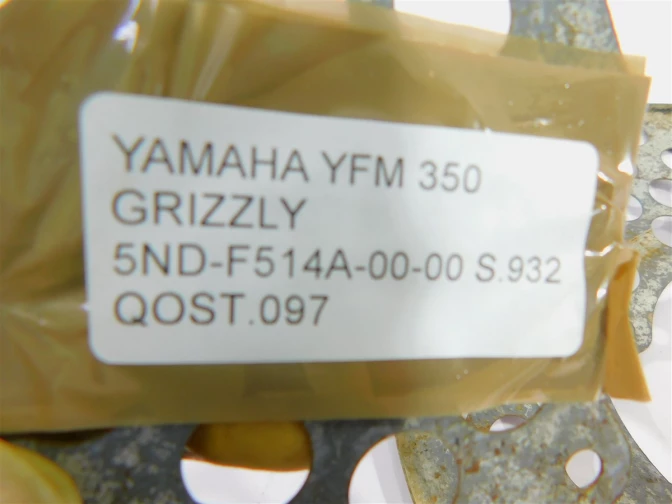 YAMAHA YFM 350
GRIZZLY
5ND-F514A-00-00 S.932
QOST.097